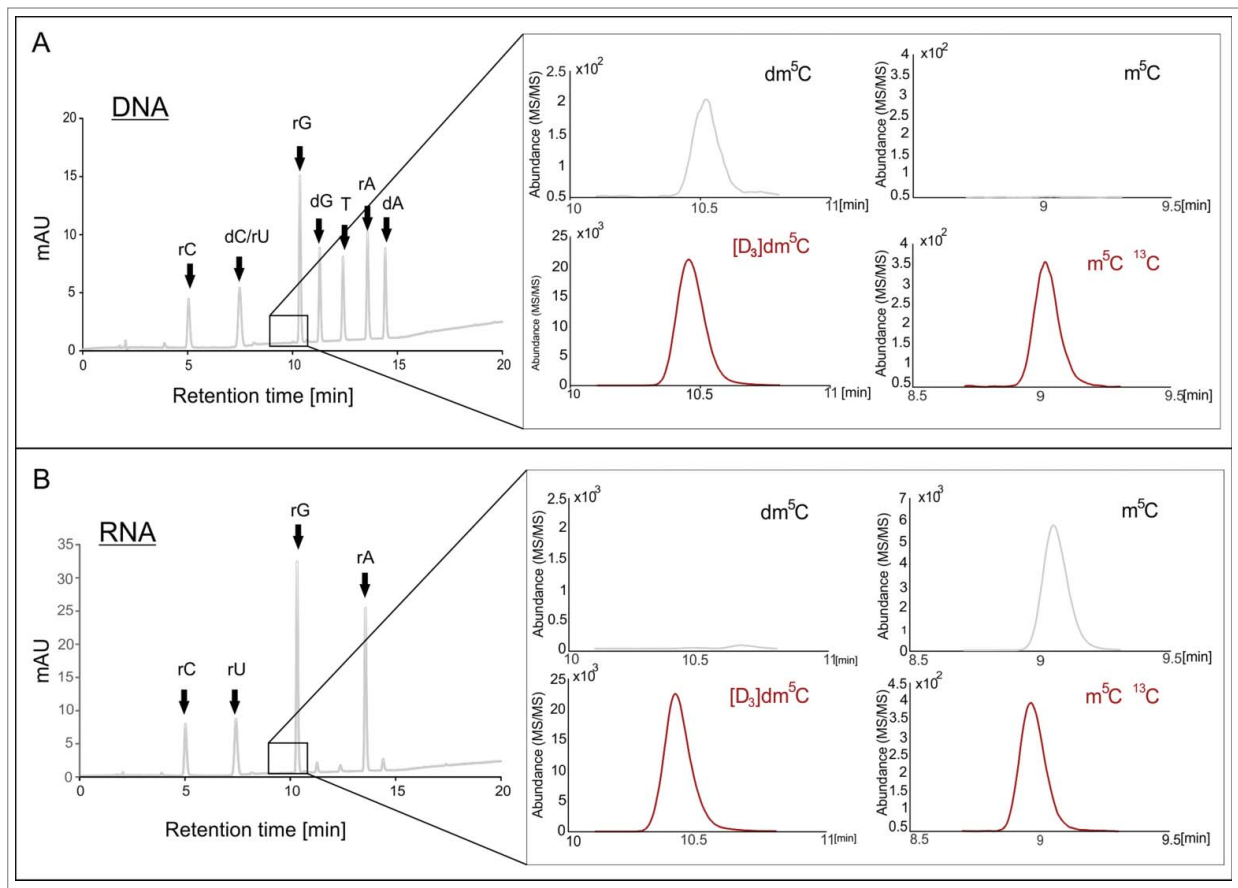 A
DNA
mAU
20
15
10
5
0
0 5 10 15 20
Retention time [min]
rC
dC/rU
rG
dG
T
rA
dA
Abundance (MS/MS)
x10²
2.5
2
1.5
1
0.5
10 10.5 11[min]
dm⁵C
Abundance (MS/MS)
x10²
4
3.5
3
2.5
2
1.5
1
0.5
9 9.5[min]
m⁵C
Abundance (MS/MS)
x10³
25
20
15
10
5
0
10 10.5 11[min]
[D₃]dm⁵C
Abundance (MS/MS)
x10²
4
3.5
3
2.5
2
1.5
1
0.5
8.5 9 9.5[min]
m⁵C ¹³C
B
RNA
mAU
35
30
25
20
15
10
5
0
0 5 10 15 20
Retention time [min]
rC
rU
rG
rA
Abundance (MS/MS)
x10³
2.5
2
1.5
1
0.5
0
10 10.5 11[min]
dm⁵C
Abundance (MS/MS)
x10³
7
6
5
4
3
2
1
8.5 9 9.5[min]
m⁵C
Abundance (MS/MS)
x10³
25
20
15
10
5
0
10 10.5 11[min]
[D₃]dm⁵C
Abundance (MS/MS)
x10²
4.5
4
3.5
3
2.5
2
1.5
1
0.5
8.5 9 9.5[min]
m⁵C ¹³C